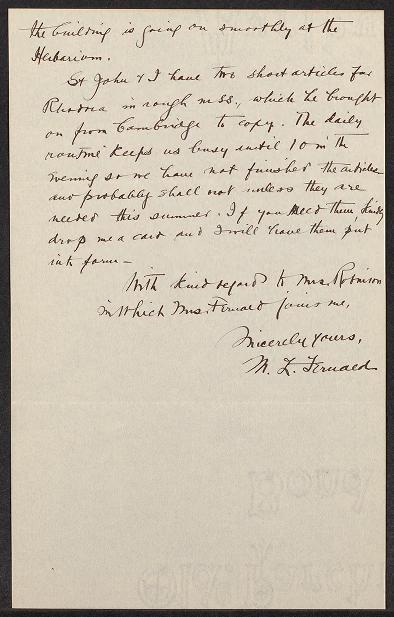 the building is going on smoothly at the
Herbarium.
St John & I have two short articles for
Rhodora in rough mss., which he brought
on from Cambridge to copy. The daily
routine keeps us busy until 10 in the
evening so we have not finished the articles
and probably shall not unless they are
needed this summer. If you need them kindly
drop me a card and I will have them put
into form –
With kind regards to Mrs. Robinson
in which Mrs. Fernald joins me,
Sincerely yours,
M. L. Fernald